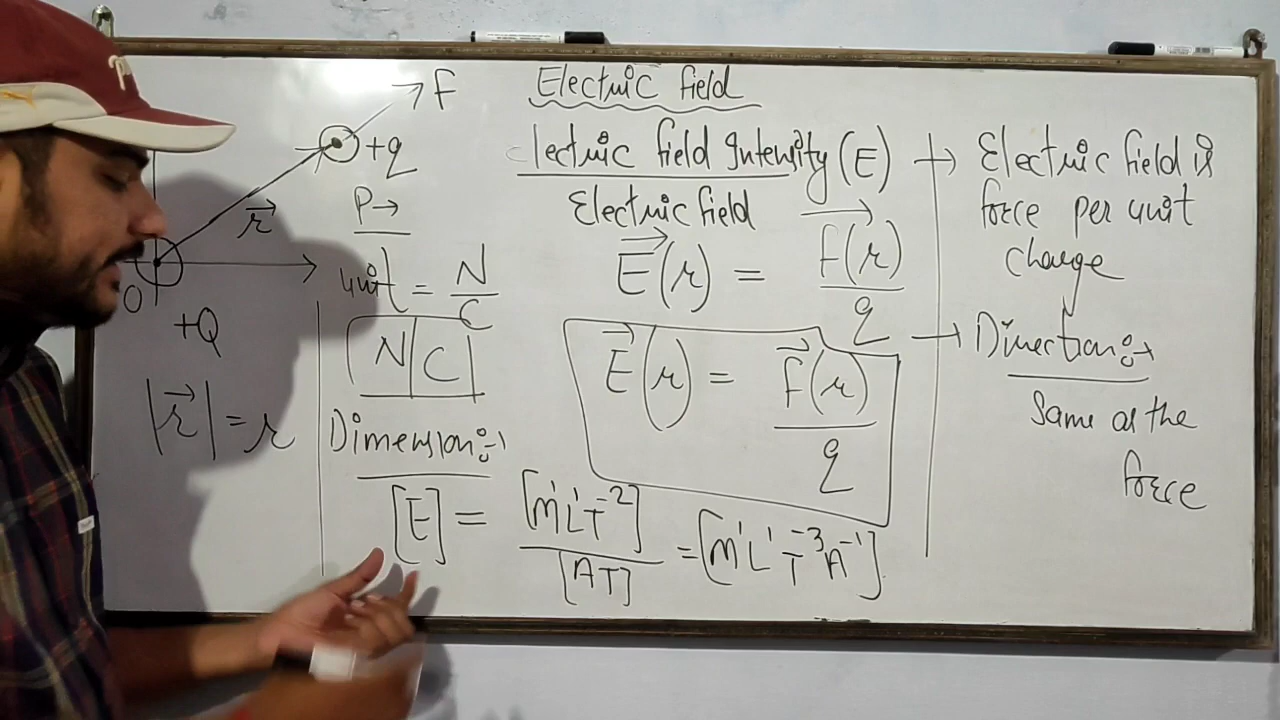 Electric field
lectric field Intensity (E)
Electric field
E⃗(r) = F⃗(r)/q
E⃗(r) = F⃗(r)/q
F
+q
P→
r⃗
O
+Q
|r⃗| = r
unit = N/C
N/C
Dimension:→
[E] = [M¹L¹T⁻²]/[AT] = [M¹L¹T⁻³A⁻¹]
→ Electric field is
force per unit
charge
→ Direction:→
Same as the
force